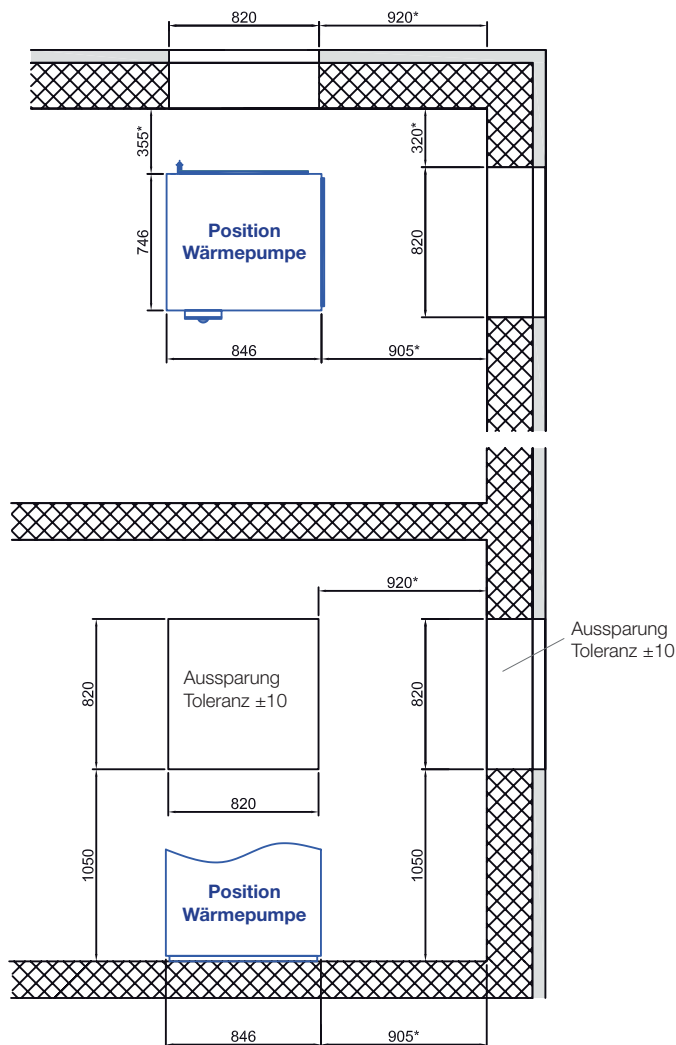 820
920*
355*
320*
746
Position
Wärmepumpe
820
846
905*
920*
Aussparung
Toleranz ±10
820
Aussparung
Toleranz ±10
820
820
1050
Position
Wärmepumpe
1050
846
905*